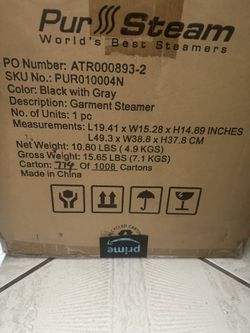 Pur Steam
World's Best Steamers
PO Number: ATR000893-2
SKU No.: PUR010004N
Color: Black with Gray
Description: Garment Steamer
No. of Units: 1 pc
Measurements: L19.41 x W15.28 x H14.89 INCHES
L49.3 x W38.8 x H37.8 CM
Net Weight: 10.80 LBS (4.9 KGS)
Gross Weight: 15.65 LBS (7.1 KGS)
Carton: 774 Of 1008 Cartons
Made in China
prime